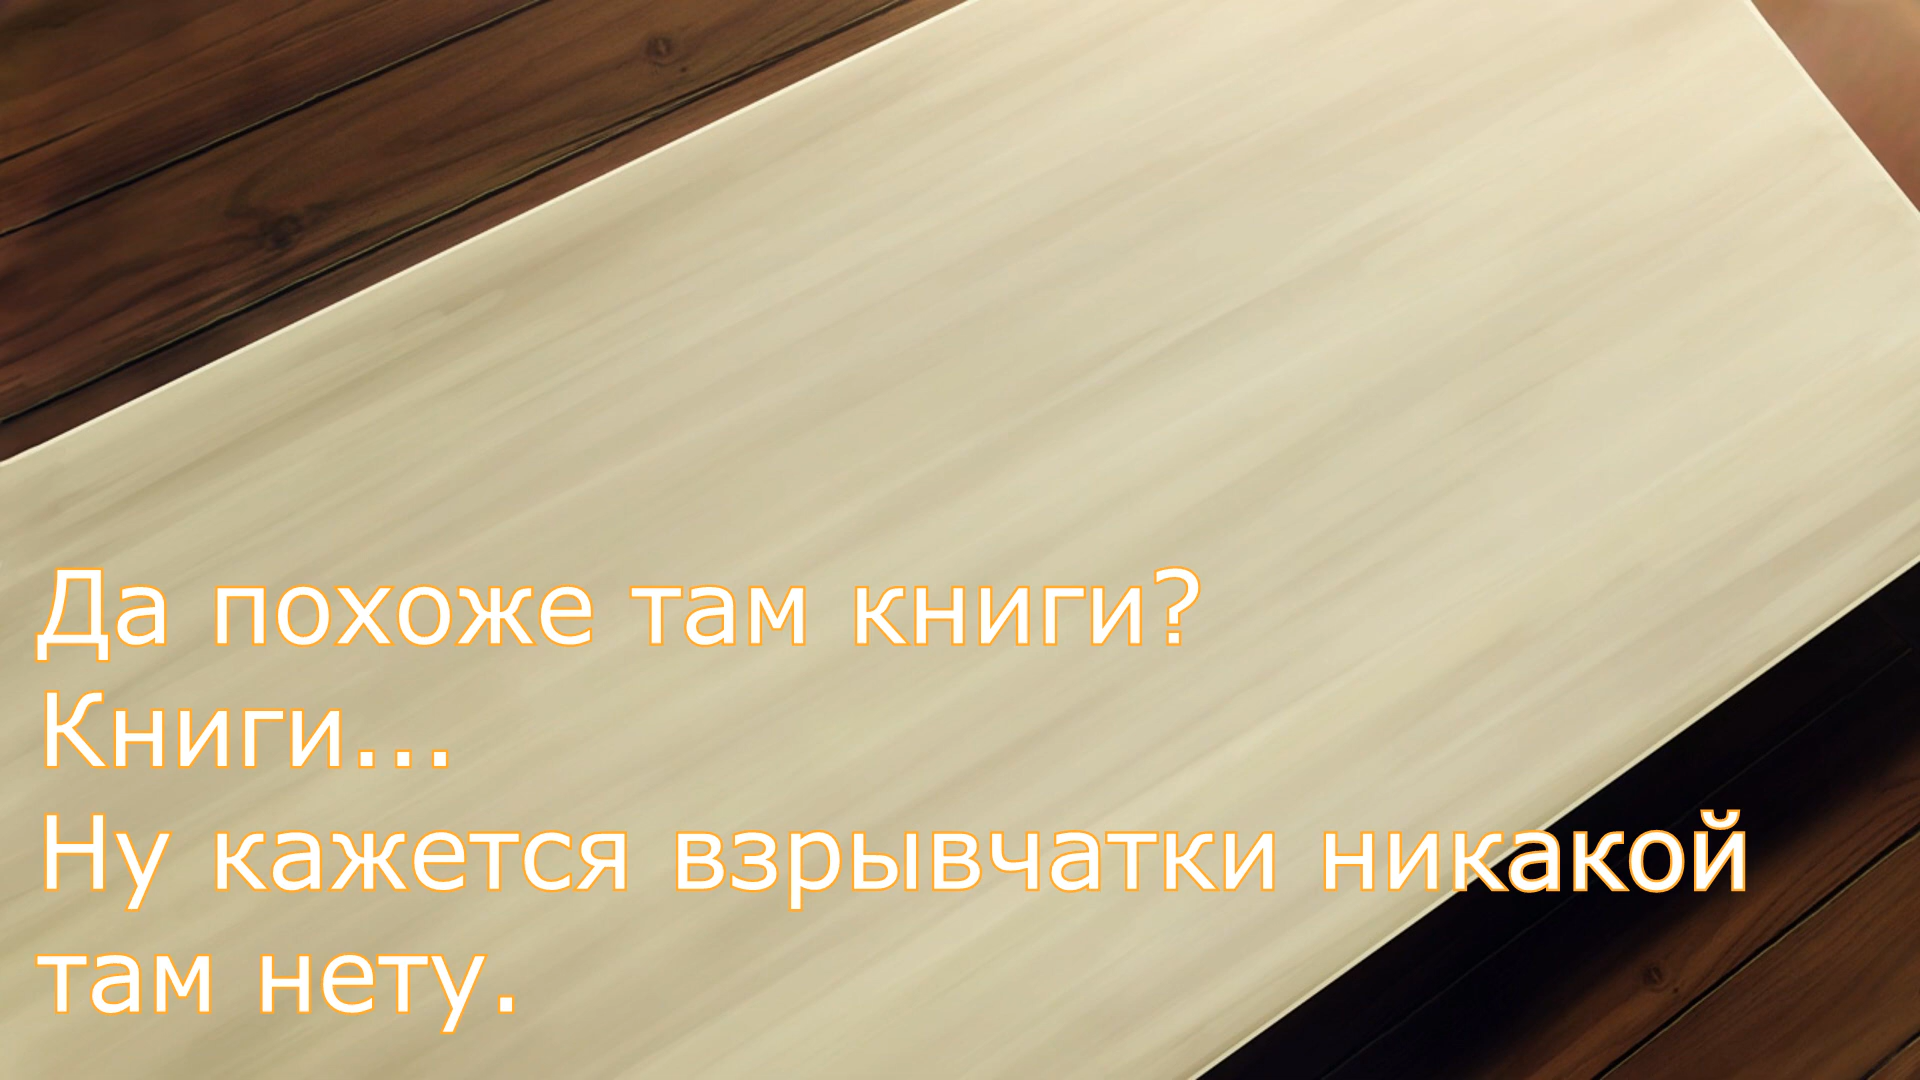 Да похоже там книги?
Книги...
Ну кажется взрывчатки никакой
там нету.